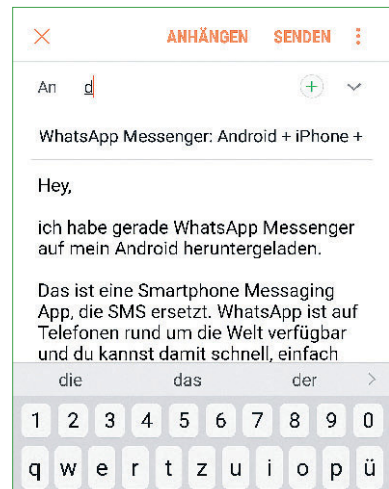 ANHÄNGEN SENDEN
An d
WhatsApp Messenger: Android + iPhone +
Hey,
ich habe gerade WhatsApp Messenger
auf mein Android heruntergeladen.
Das ist eine Smartphone Messaging
App, die SMS ersetzt. WhatsApp ist auf
Telefonen rund um die Welt verfügbar
und du kannst damit schnell, einfach
die das der
1 2 3 4 5 6 7 8 9 0
q w e r t z u i o p ü